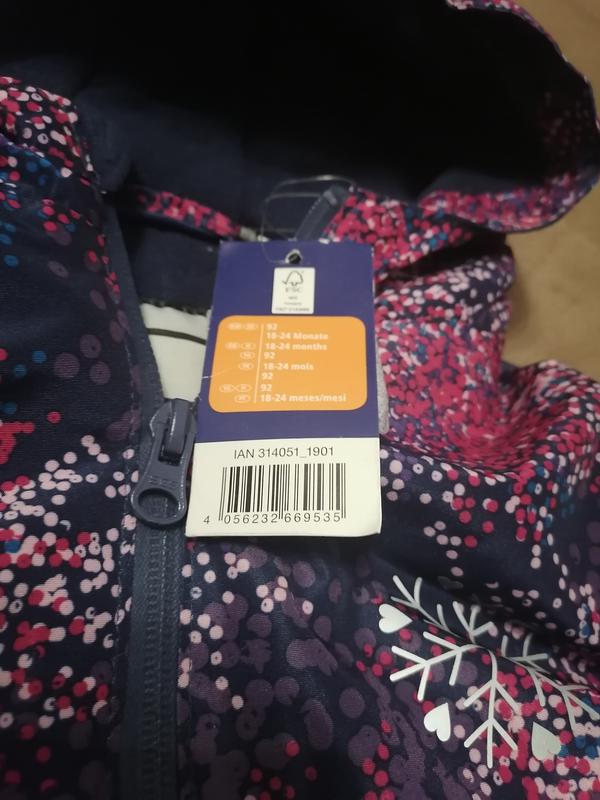 FSC
92
18-24 Monate
18-24 months
92
18-24 mois
92
92
18-24 meses/mesi
IAN 314051_1901
4 056232 669535